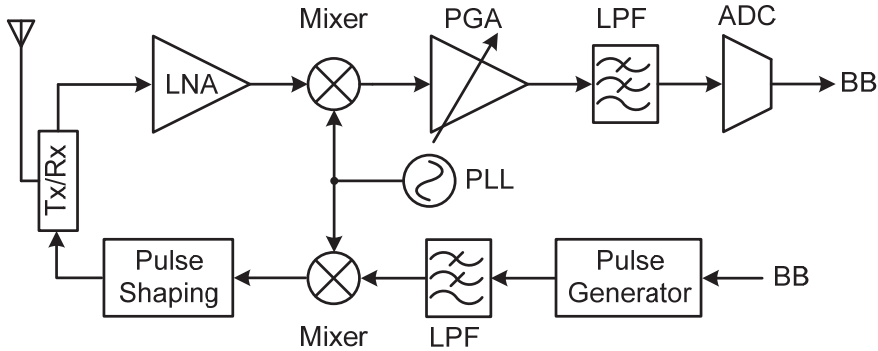 Mixer
PGA
LPF
ADC
LNA
BB
Tx/Rx
PLL
Pulse
Shaping
Mixer
LPF
Pulse
Generator
BB